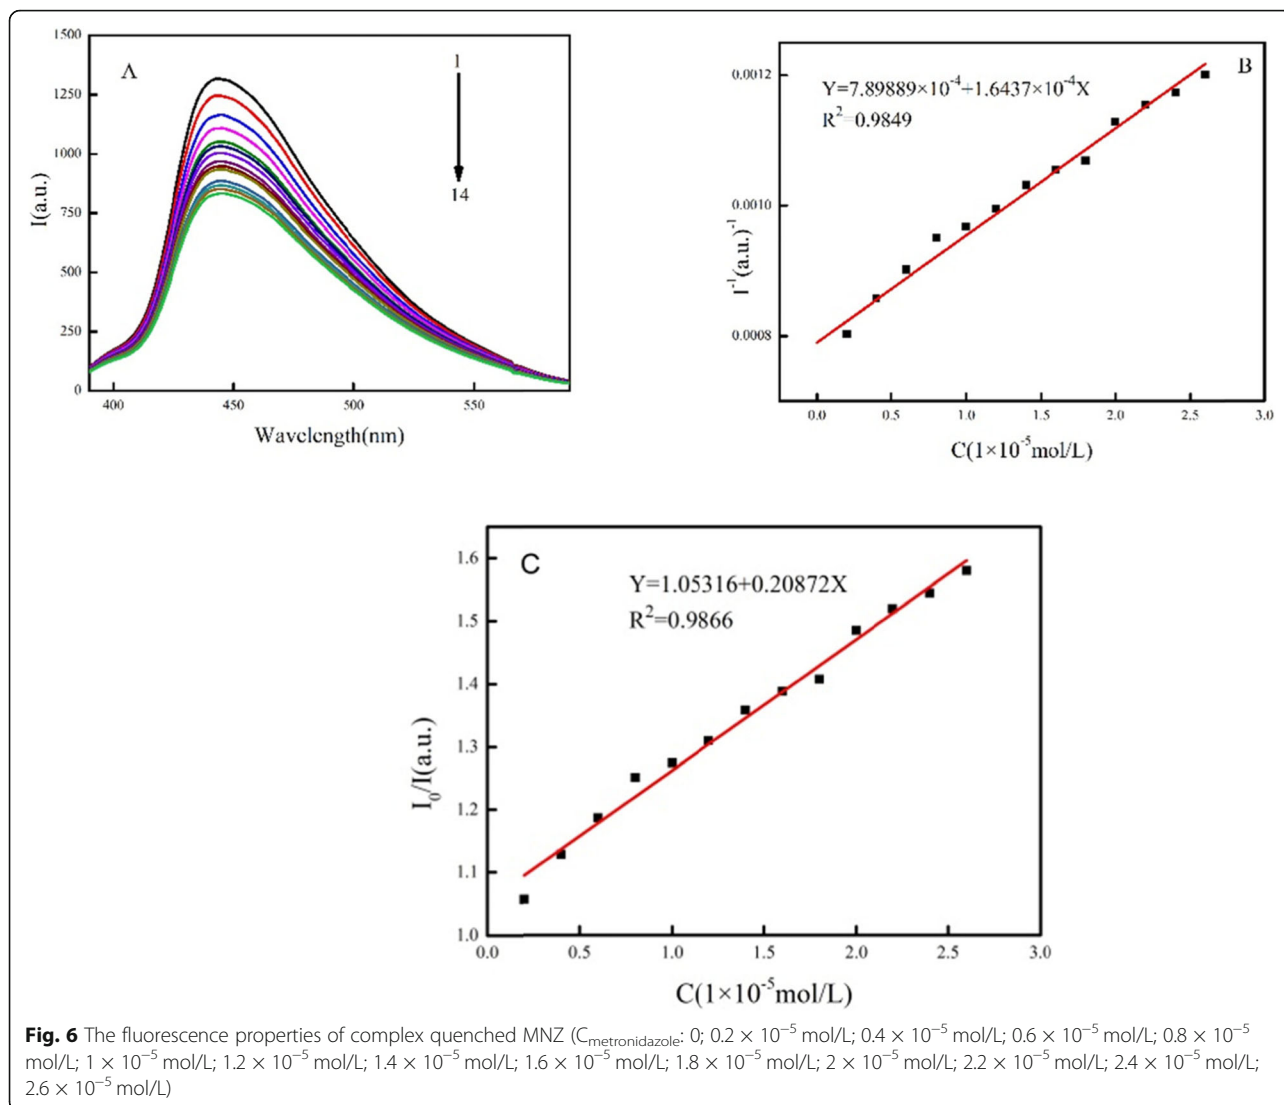 1500
1250
1000
750
500
250
0
I(a.u.)
A
1
14
400
450
500
550
Wavelength(nm)
B
Y=7.89889×10⁻⁴+1.6437×10⁻⁴X
R²=0.9849
0.0012
0.0010
0.0008
I⁻¹(a.u.)⁻¹
0.0
0.5
1.0
1.5
2.0
2.5
3.0
C(1×10⁻⁵mol/L)
C
Y=1.05316+0.20872X
R²=0.9866
1.6
1.5
1.4
1.3
1.2
1.1
1.0
I₀/I(a.u.)
0.0
0.5
1.0
1.5
2.0
2.5
3.0
C(1×10⁻⁵mol/L)
Fig. 6 The fluorescence properties of complex quenched MNZ (Cmetronidazole: 0; 0.2 × 10⁻⁵ mol/L; 0.4 × 10⁻⁵ mol/L; 0.6 × 10⁻⁵ mol/L; 0.8 × 10⁻⁵
mol/L; 1 × 10⁻⁵ mol/L; 1.2 × 10⁻⁵ mol/L; 1.4 × 10⁻⁵ mol/L; 1.6 × 10⁻⁵ mol/L; 1.8 × 10⁻⁵ mol/L; 2 × 10⁻⁵ mol/L; 2.2 × 10⁻⁵ mol/L; 2.4 × 10⁻⁵ mol/L;
2.6 × 10⁻⁵ mol/L)